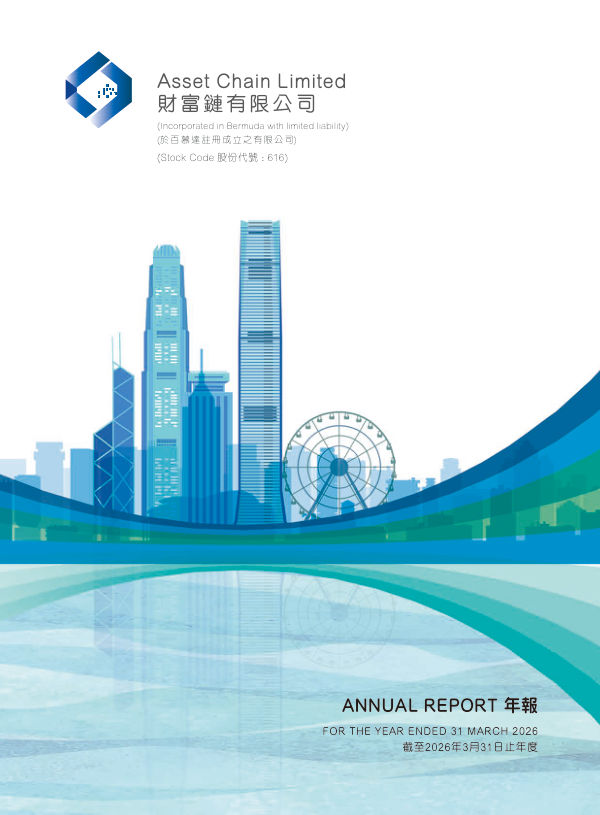 Asset Chain Limited
財富鏈有限公司
(Incorporated in Bermuda with limited liability)
(於百慕達註冊成立之有限公司)
(Stock Code 股份代號 : 616)
ANNUAL REPORT 年報
FOR THE YEAR ENDED 31 MARCH 2026
截至2026年3月31日止年度